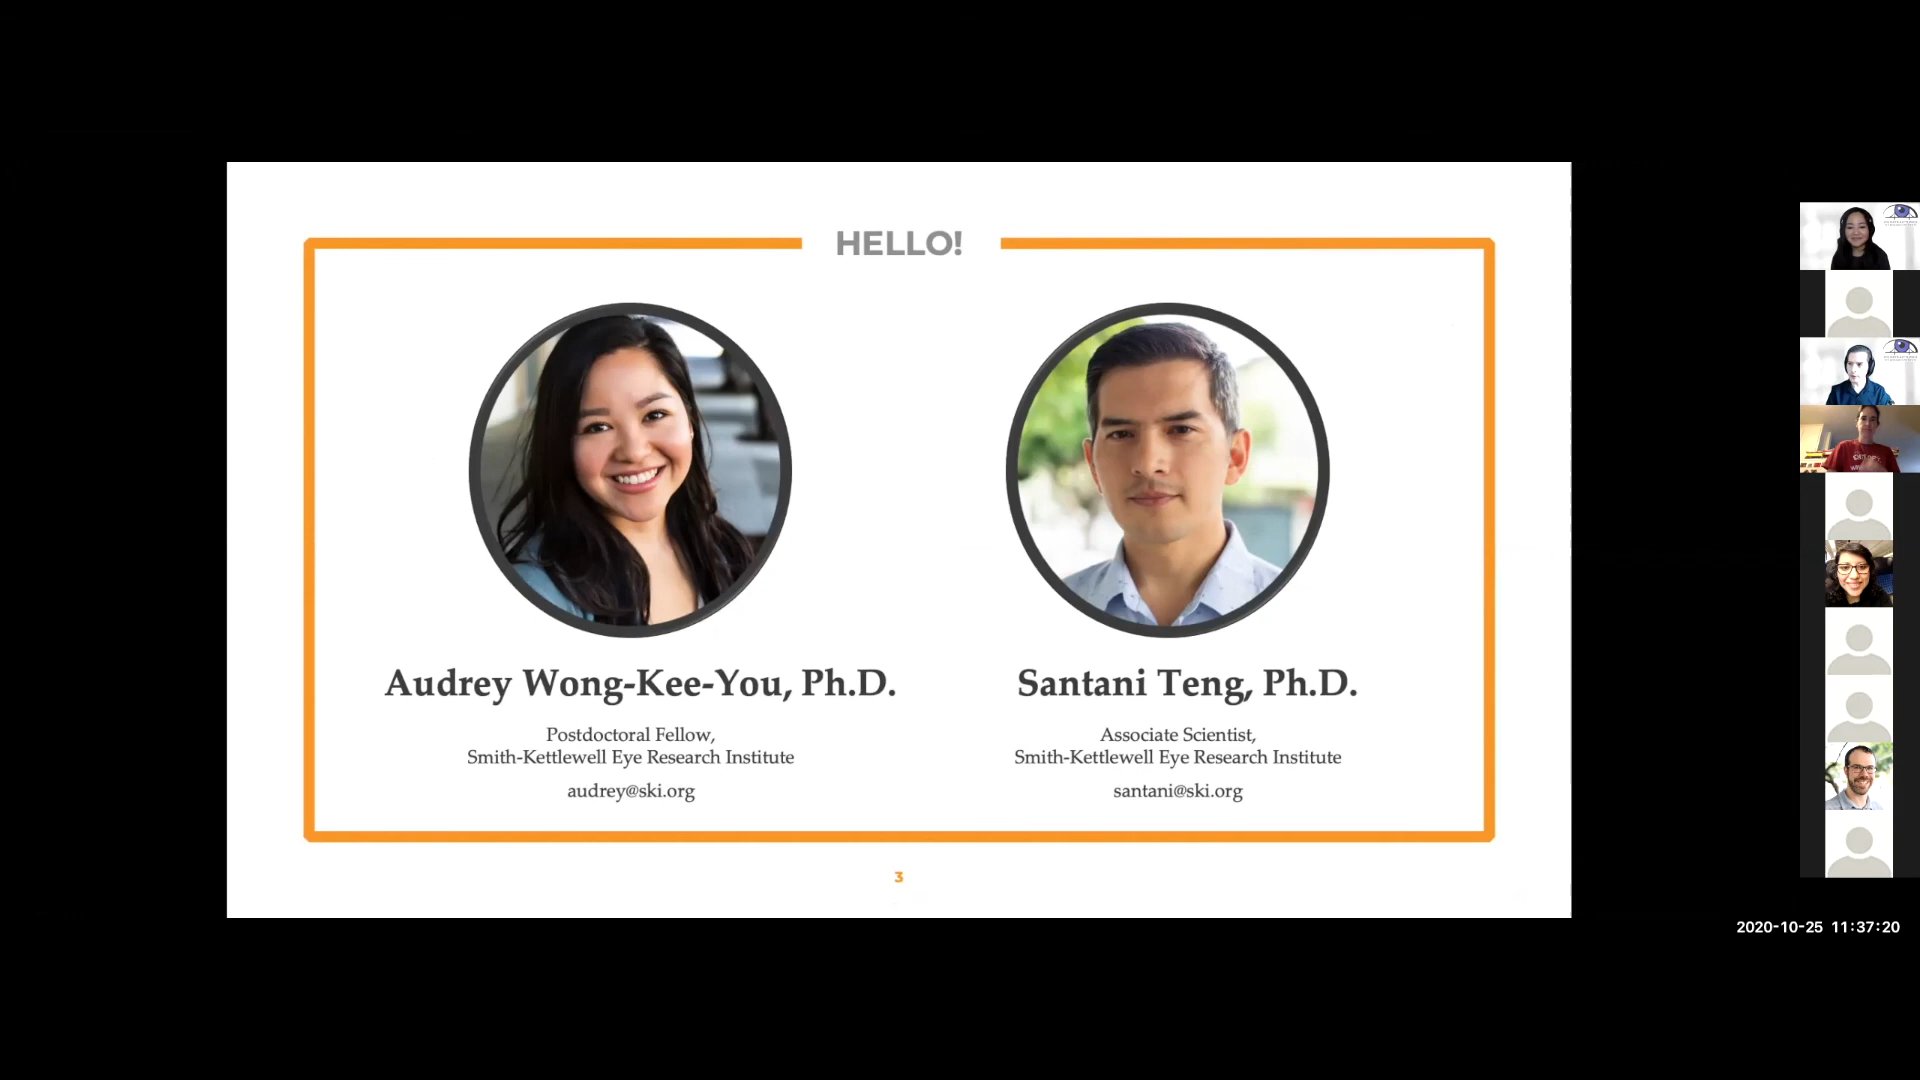 HELLO!
Audrey Wong-Kee-You, Ph.D.
Postdoctoral Fellow,
Smith-Kettlewell Eye Research Institute
audrey@ski.org
Santani Teng, Ph.D.
Associate Scientist,
Smith-Kettlewell Eye Research Institute
santani@ski.org
3
2020-10-25 11:37:20